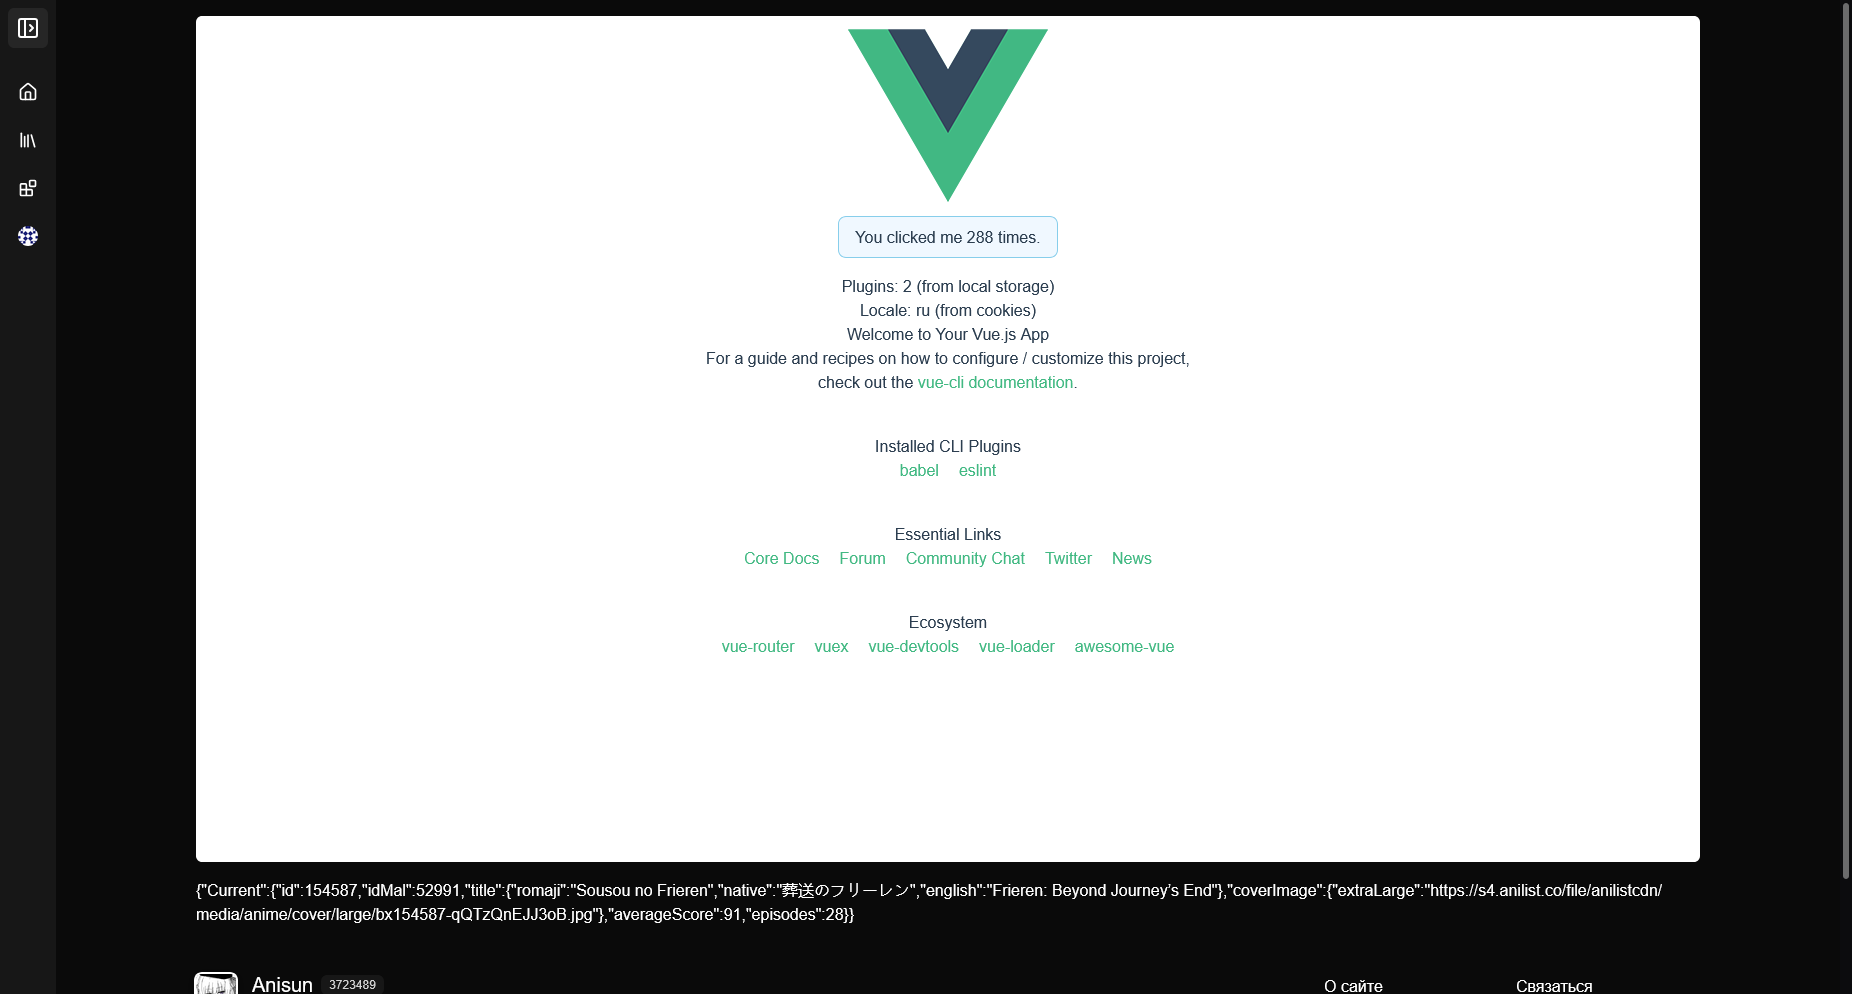 You clicked me 288 times.
Plugins: 2 (from local storage)
Locale: ru (from cookies)
Welcome to Your Vue.js App
For a guide and recipes on how to configure / customize this project,
check out the vue-cli documentation.
Installed CLI Plugins
babel eslint
Essential Links
Core Docs Forum Community Chat Twitter News
Ecosystem
vue-router vuex vue-devtools vue-loader awesome-vue
{"Current":{"id":154587,"idMal":52991,"title":{"romaji":"Sousou no Frieren","native":"葬送のフリーレン","english":"Frieren: Beyond Journey’s End"},"coverImage":{"extraLarge":"https://s4.anilist.co/file/anilistcdn/
media/anime/cover/large/bx154587-qQTzQnEJJ3oB.jpg"},"averageScore":91,"episodes":28}}
Anisun 3723489 О сайте Связаться